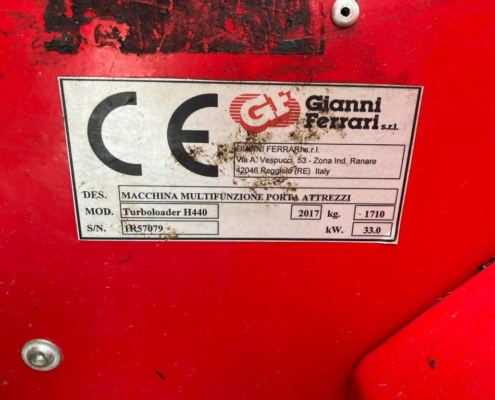 CE
GF
Gianni
Ferrari s.r.l.
GIANNI FERRARI s.r.l.
Via A. Vespucci, 53 - Zona Ind. Ranaro
42046 Reggiolo (RE) Italy
DES. MACCHINA MULTIFUNZIONE PORTA ATTREZZI
MOD. Turboloader H440 2017 kg. - 1710
S/N. 1R57079 kW. 33.0